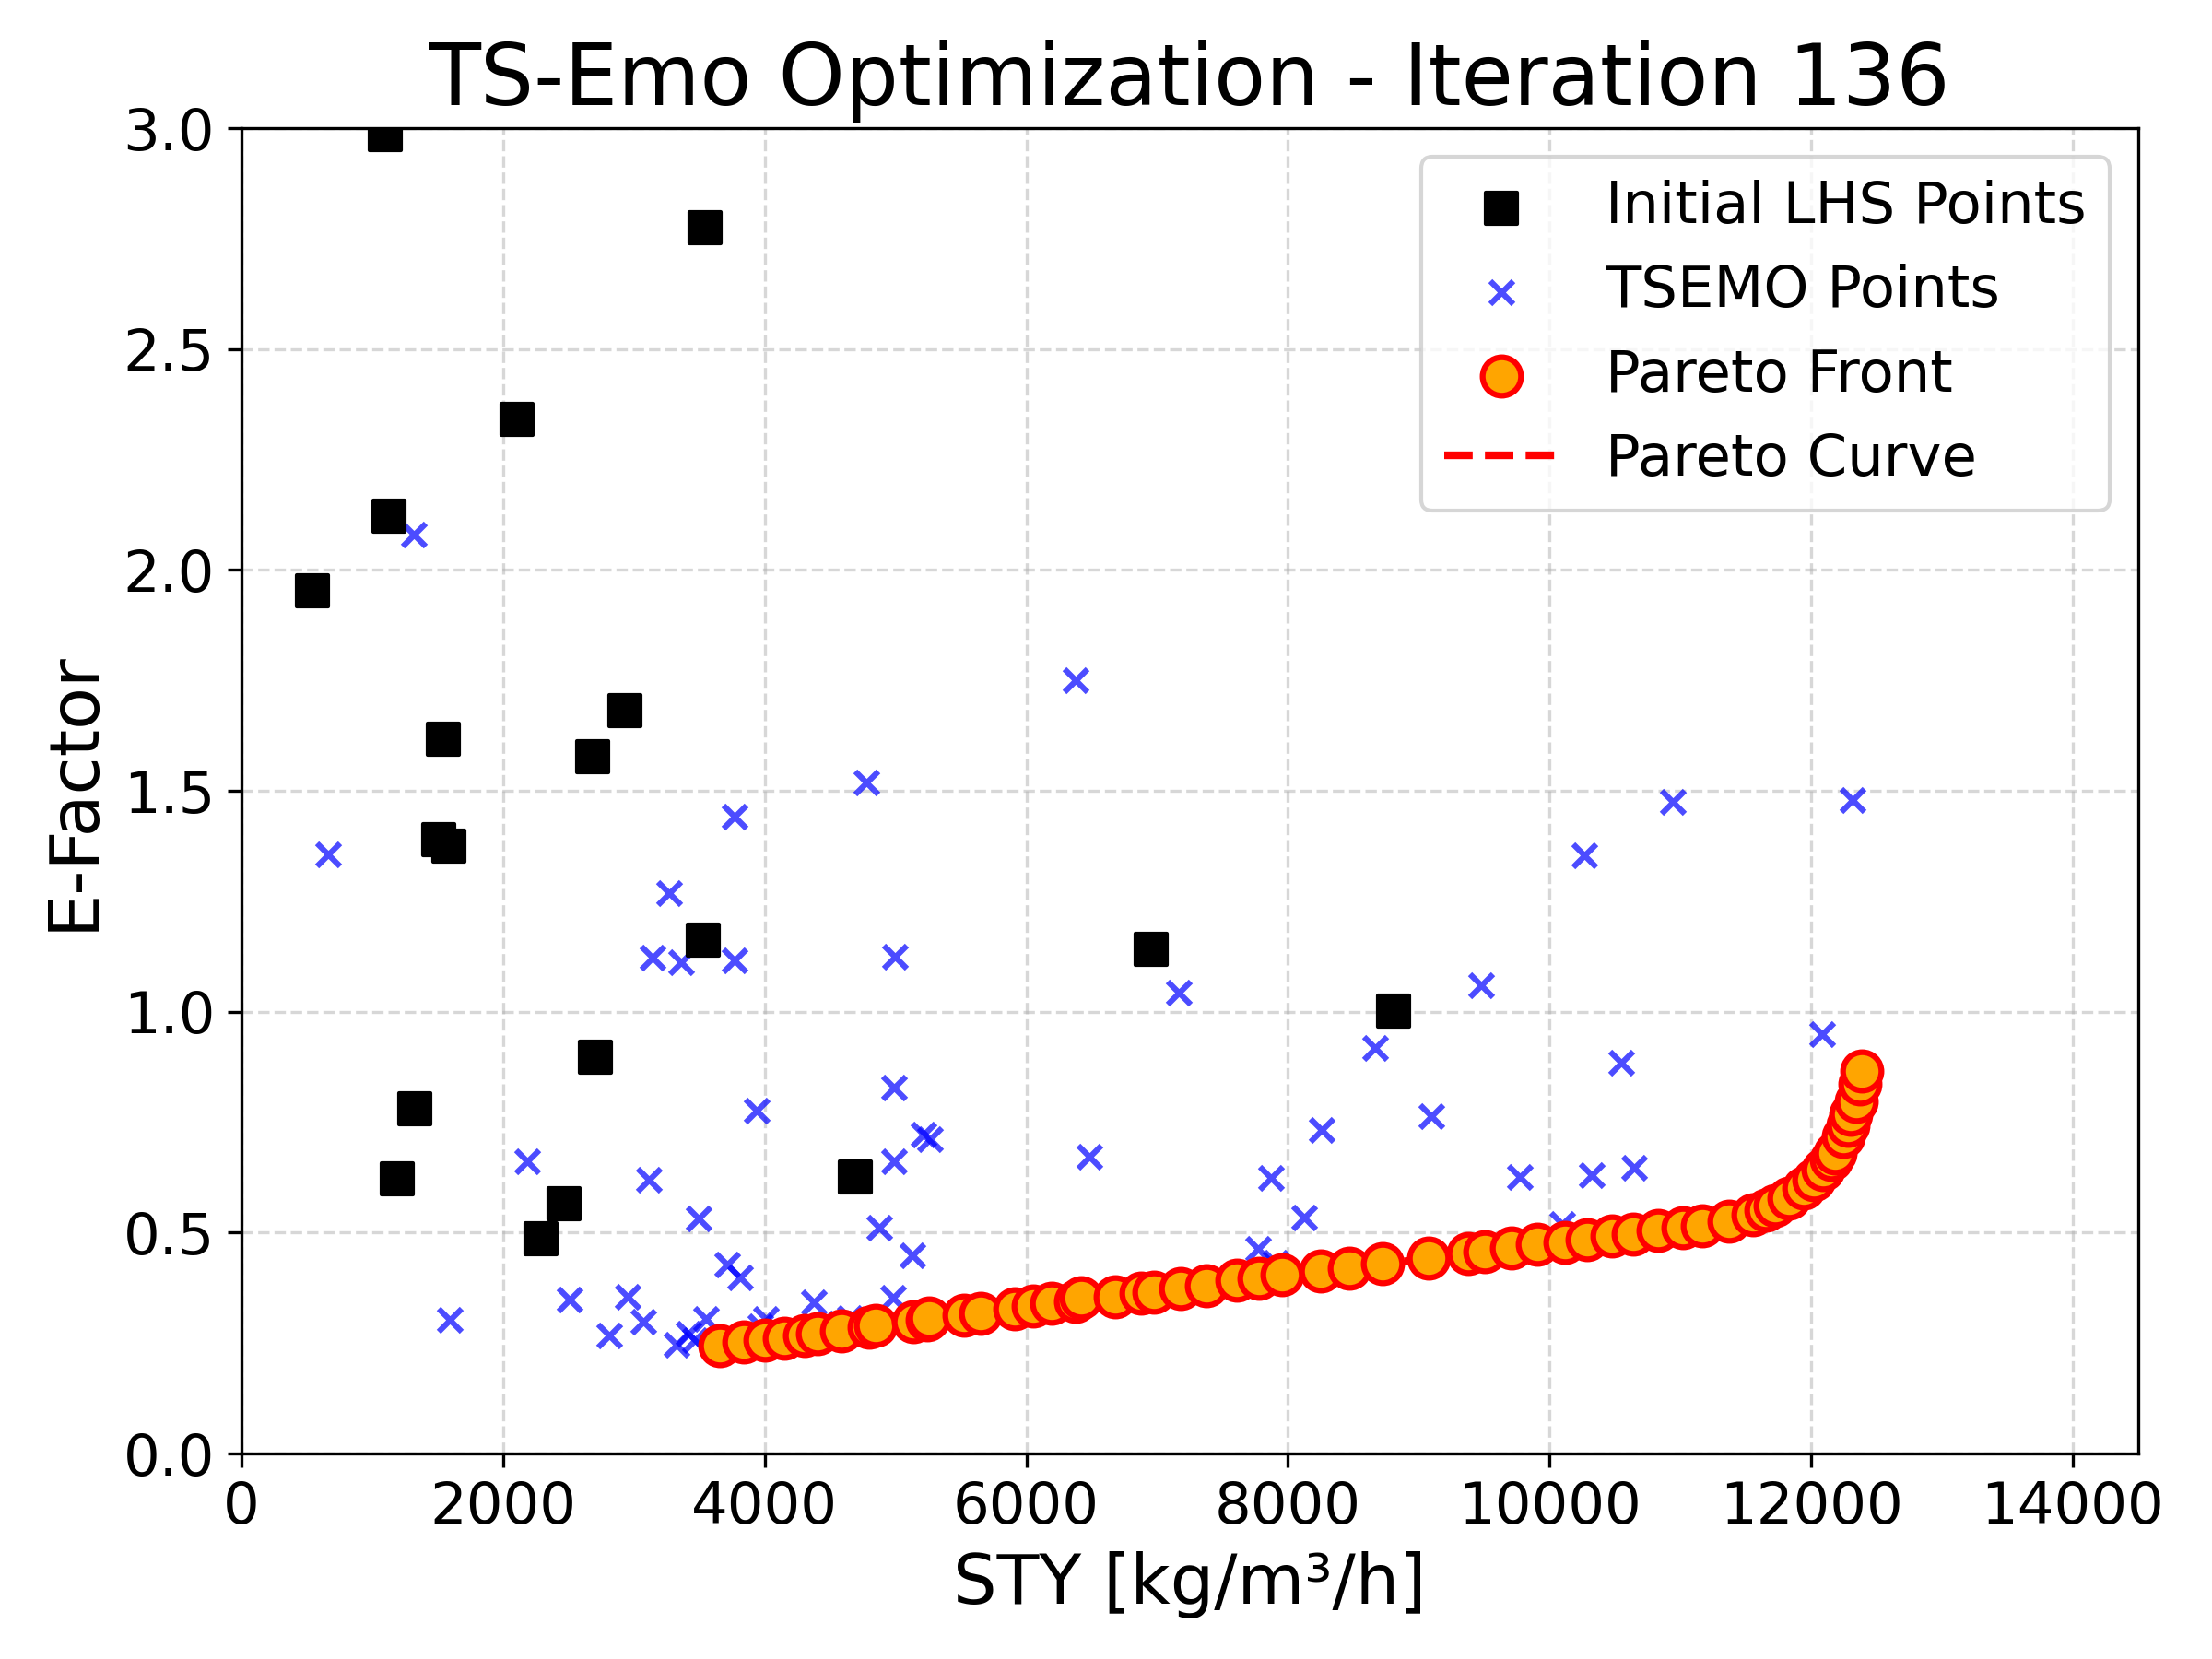 TS-Emo Optimization - Iteration 136
3.0
2.5
2.0
1.5
1.0
0.5
0.0
E-Factor
Initial LHS Points
TSEMO Points
Pareto Front
Pareto Curve
0 2000 4000 6000 8000 10000 12000 14000
STY [kg/m³/h]